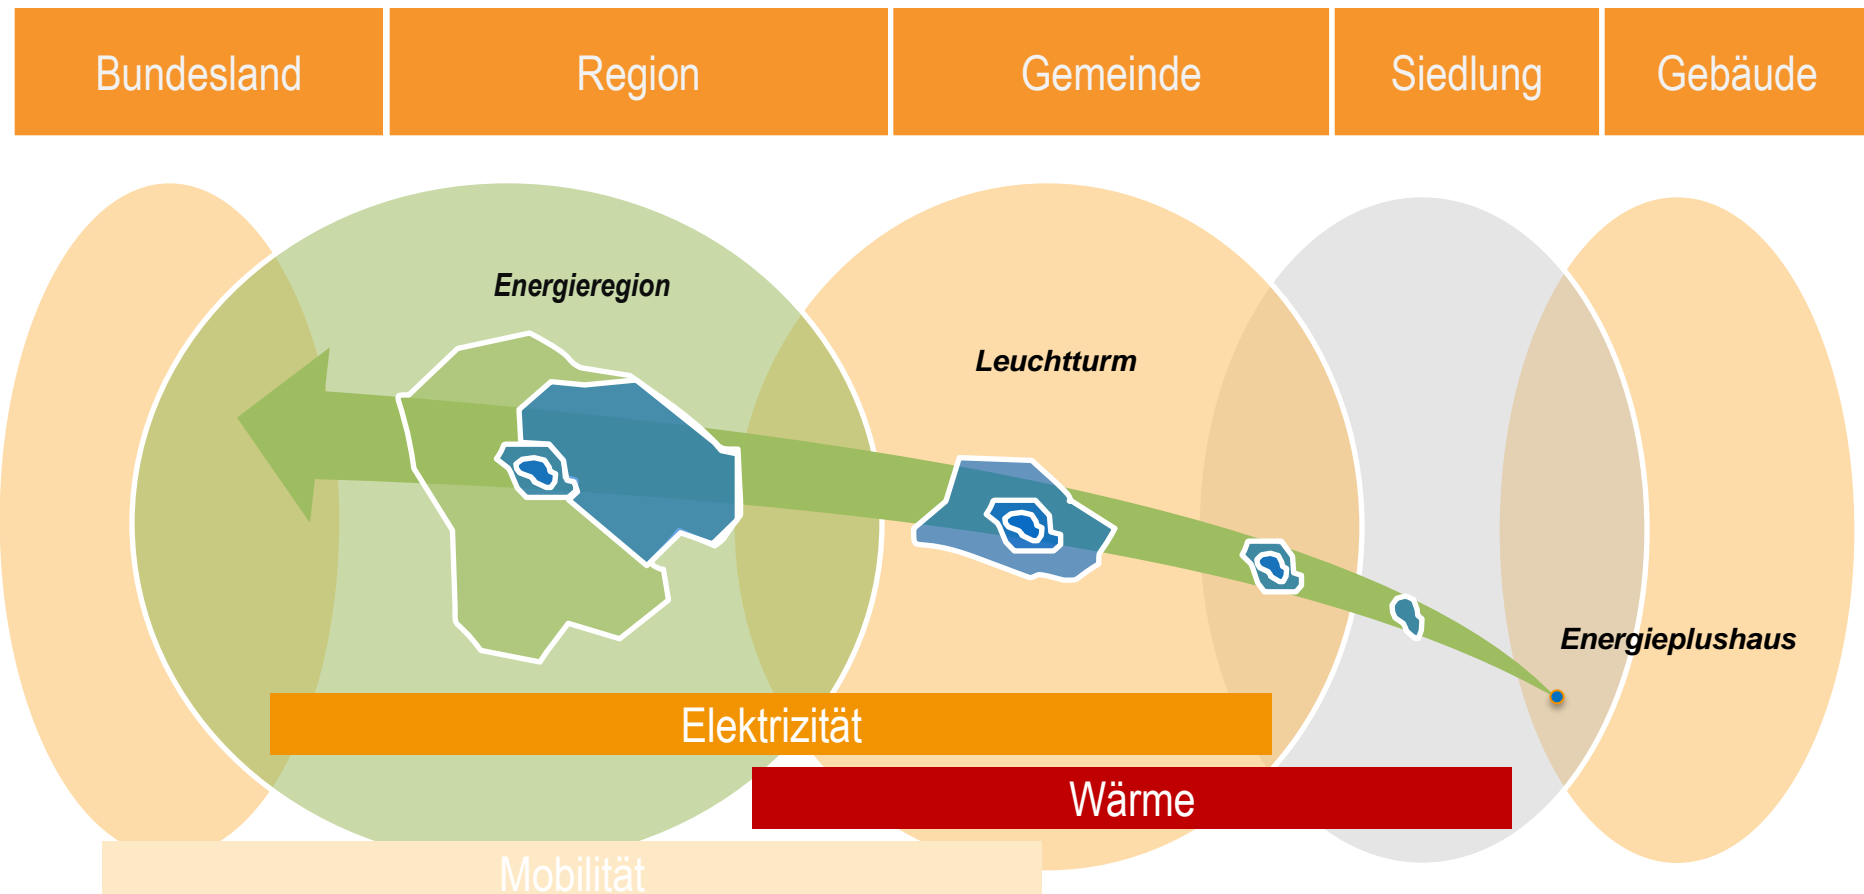 Bundesland
Region
Gemeinde
Siedlung
Gebäude
Energieregion
Leuchtturm
Energieplushaus
Elektrizität
Wärme
Mobilität